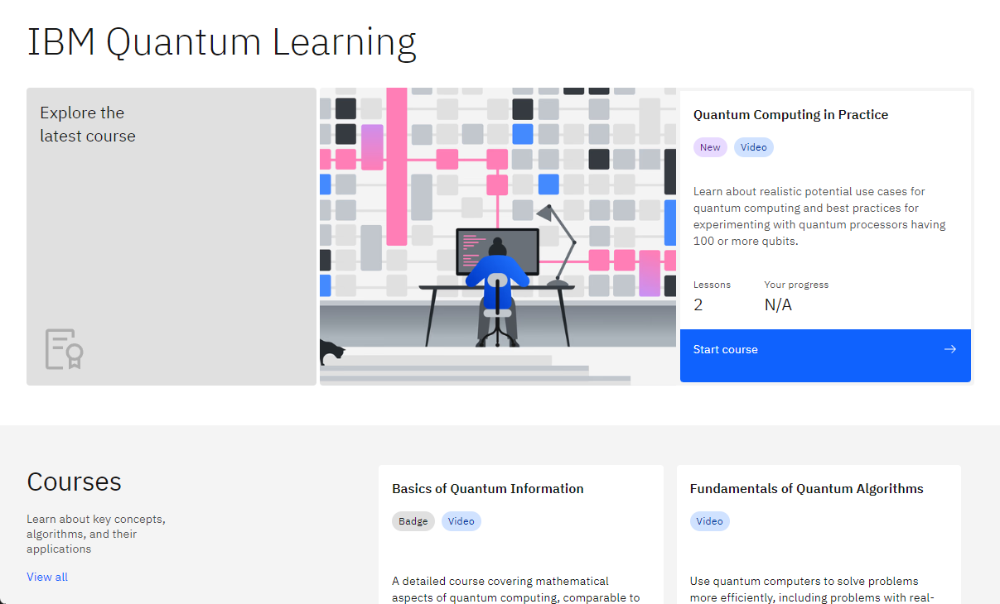 IBM Quantum Learning
Explore the
latest course
Quantum Computing in Practice
New
Video
Learn about realistic potential use cases for
quantum computing and best practices for
experimenting with quantum processors having
100 or more qubits.
Lessons
2
Your progress
N/A
Start course
Courses
Learn about key concepts,
algorithms, and their
applications
View all
Basics of Quantum Information
Badge
Video
A detailed course covering mathematical
aspects of quantum computing, comparable to
Fundamentals of Quantum Algorithms
Video
Use quantum computers to solve problems
more efficiently, including problems with real-